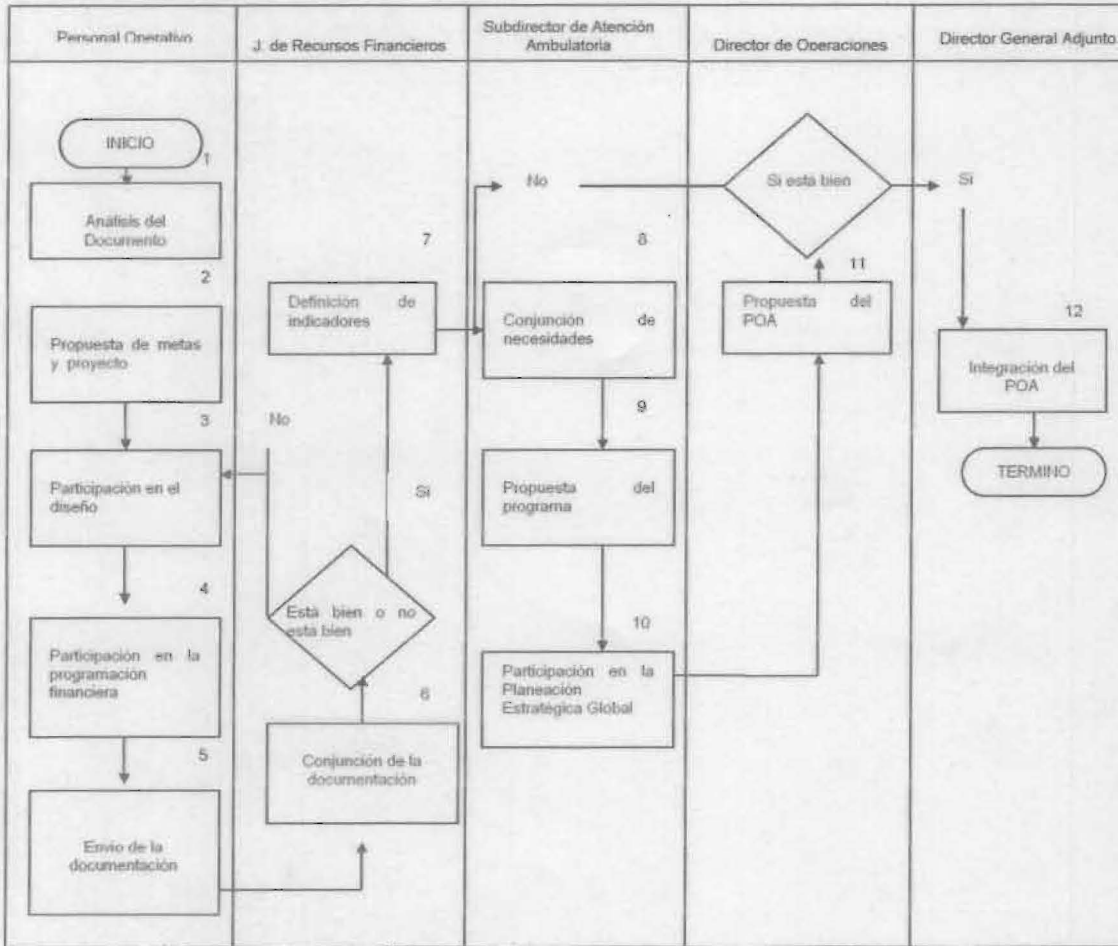 Personal Operativo
J. de Recursos Financieros
Subdirector de Atención
Ambulatoria
Director de Operaciones
Director General Adjunto
INICIO
1
Análisis del
Documento
2
Propuesta de metas
y proyecto
3
Participación en el
diseño
4
Participación en la
programación
financiera
5
Envio de la
documentación
7
Definición de
indicadores
No
Si
Está bien o no
está bien
6
Conjunción de la
documentación
No
8
Conjunción de
necesidades
9
Propuesta del
programa
10
Participación en la
Planeación
Estratégica Global
Si está bien
11
Propuesta del
POA
Si
12
Integración del
POA
TERMINO